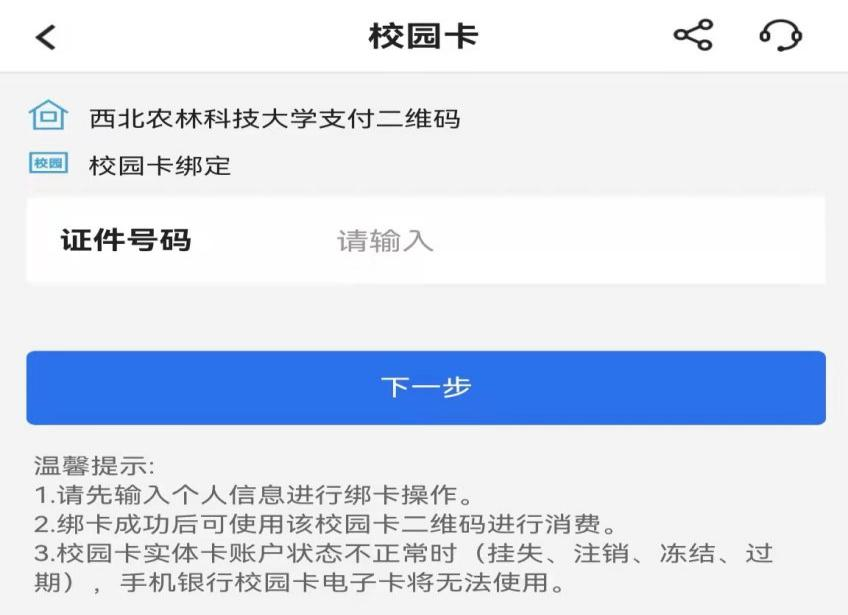 校园卡
西北农林科技大学支付二维码
校园 校园卡绑定
证件号码 请输入
下一步
温馨提示:
1.请先输入个人信息进行绑卡操作。
2.绑卡成功后可使用该校园卡二维码进行消费。
3.校园卡实体卡账户状态不正常时（挂失、注销、冻结、过
期），手机银行校园卡电子卡将无法使用。